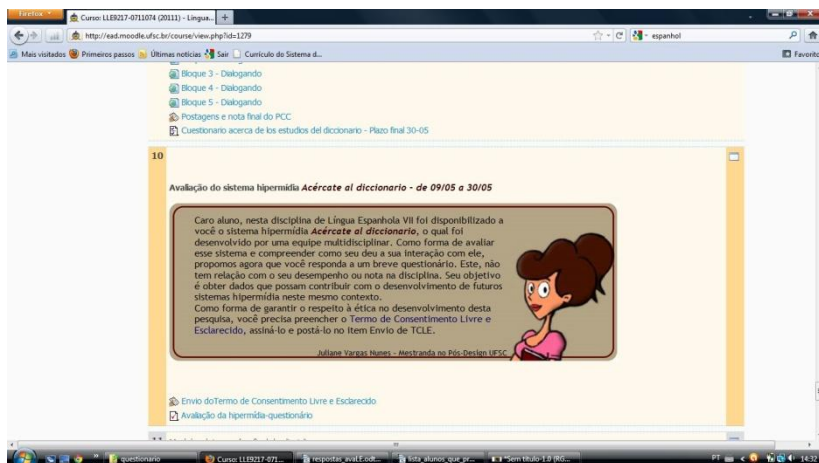 Firefox
Curso: LLE9217-0711074 (20111) - Lingua...
http://ead.moodle.ufsc.br/course/view.php?id=1279
espanhol
Mais visitados Primeiros passos Últimas notícias Sair Currículo do Sistema d...
Favorito
Bloque 3 - Dialogando
Bloque 4 - Dialogando
Bloque 5 - Dialogando
Postagens e nota final do PCC
Cuestionario acerca de los estudios del diccionario - Plazo final 30-05
10
Avaliação do sistema hipermídia Acércate al diccionario - de 09/05 a 30/05
Caro aluno, nesta disciplina de Língua Espanhola VII foi disponibilizado a
você o sistema hipermídia Acércate al diccionario, o qual foi
desenvolvido por uma equipe multidisciplinar. Como forma de avaliar
esse sistema e compreender como seu deu a sua interação com ele,
propomos agora que você responda a um breve questionário. Este, não
tem relação com o seu desempenho ou nota na disciplina. Seu objetivo
é obter dados que possam contribuir com o desenvolvimento de futuros
sistemas hipermídia neste mesmo contexto.
Como forma de garantir o respeito à ética no desenvolvimento desta
pesquisa, você precisa preencher o Termo de Consentimento Livre e
Esclarecido, assiná-lo e postá-lo no item Envio de TCLE.
Juliane Vargas Nunes - Mestranda no Pós-Design UFSC
Envio doTermo de Consentimento Livre e Esclarecido
Avaliação da hipermídia-questionário
questionario
Curso: LLE9217-071...
respostas_avaLE.odt...
lista_alunos_que_pr...
*Sem título-1.0 (RG...
PT
14:32